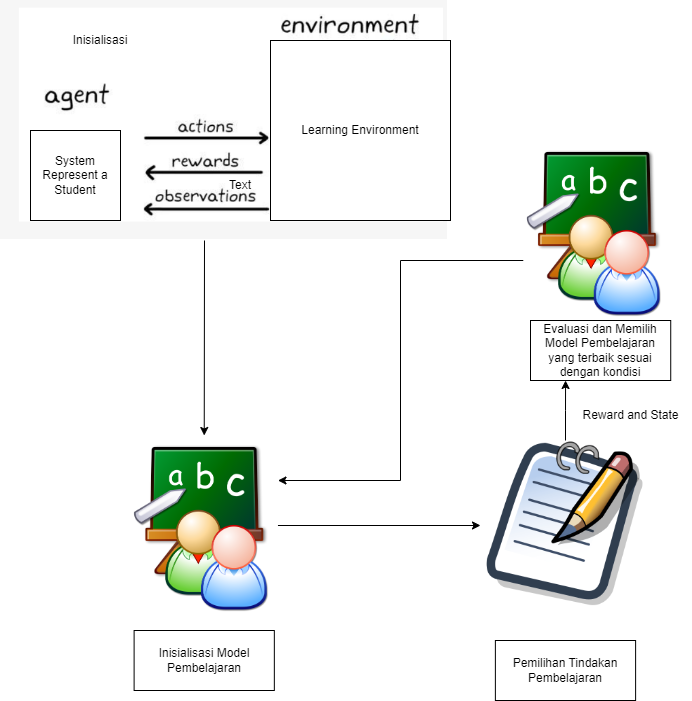 environment
Inisialisasi
agent
actions
Learning Environment
System
Represent a
Student
rewards
Text
observations
a b c
Evaluasi dan Memilih
Model Pembelajaran
yang terbaik sesuai
dengan kondisi
Reward and State
a b c
Inisialisasi Model
Pembelajaran
Pemilihan Tindakan
Pembelajaran